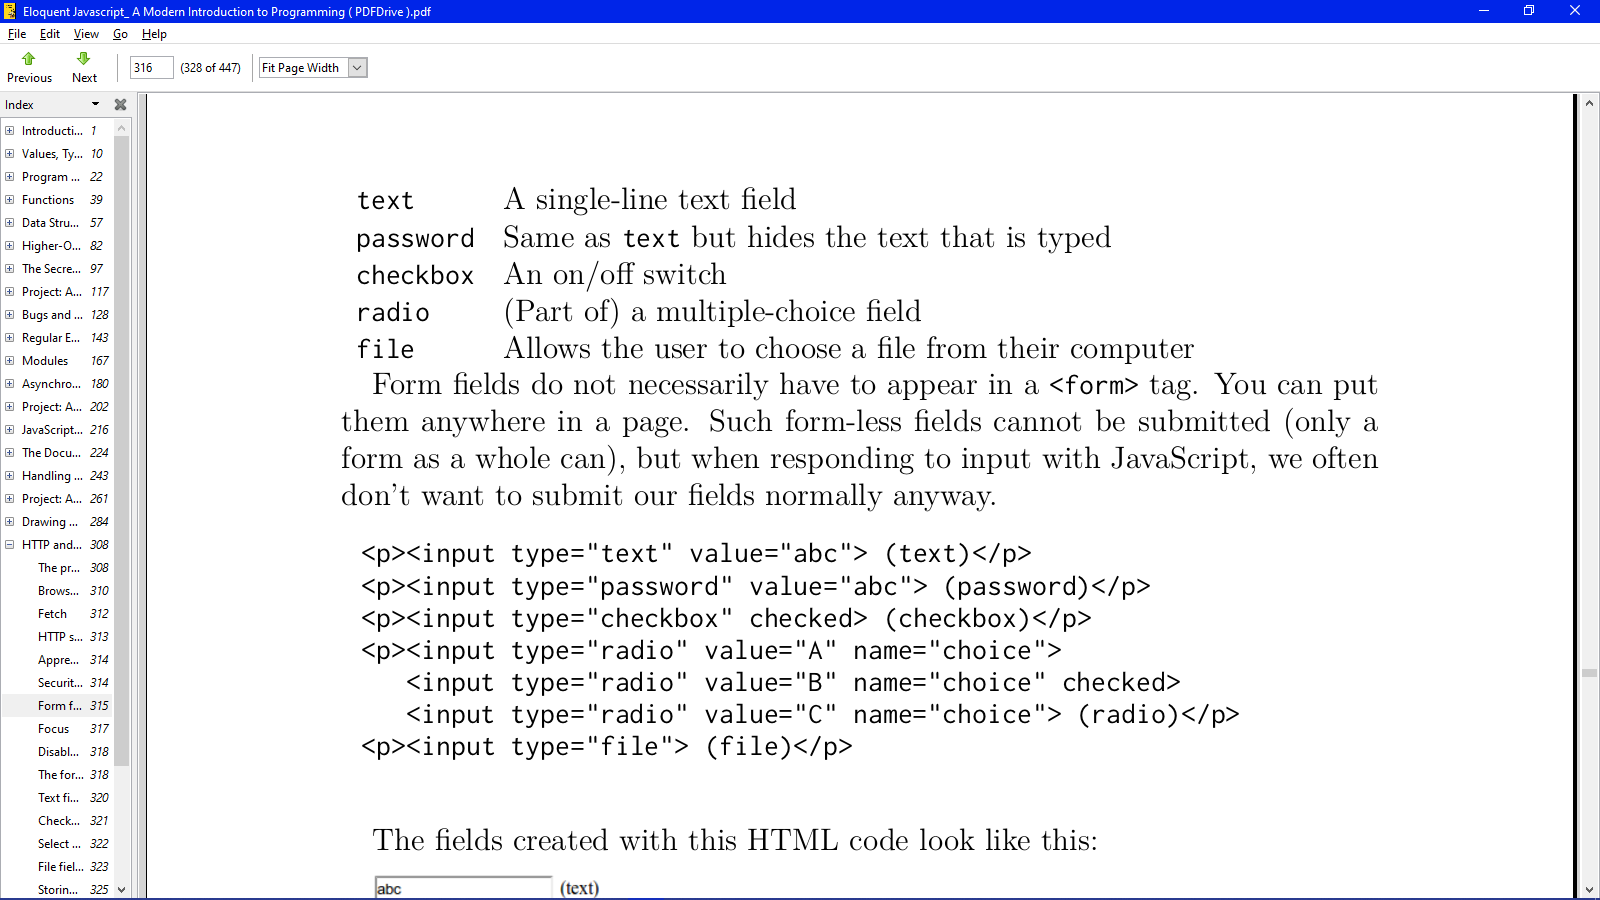 Eloquent Javascript_ A Modern Introduction to Programming ( PDFDrive ).pdf
File Edit View Go Help
Previous Next 316 (328 of 447) Fit Page Width
Index
Introducti... 1
Values, Ty... 10
Program ... 22
Functions 39
Data Stru... 57
Higher-O... 82
The Secre... 97
Project: A... 117
Bugs and ... 128
Regular E... 143
Modules 167
Asynchro... 180
Project: A... 202
JavaScript... 216
The Docu... 224
Handling ... 243
Project: A... 261
Drawing ... 284
HTTP and... 308
The pr... 308
Brows... 310
Fetch 312
HTTP s... 313
Appre... 314
Securit... 314
Form f... 315
Focus 317
Disabl... 318
The for... 318
Text fi... 320
Check... 321
Select ... 322
File fiel... 323
Storin... 325
text A single-line text field
password Same as text but hides the text that is typed
checkbox An on/off switch
radio (Part of) a multiple-choice field
file Allows the user to choose a file from their computer
Form fields do not necessarily have to appear in a <form> tag. You can put
them anywhere in a page. Such form-less fields cannot be submitted (only a
form as a whole can), but when responding to input with JavaScript, we often
don't want to submit our fields normally anyway.
<p><input type="text" value="abc"> (text)</p>
<p><input type="password" value="abc"> (password)</p>
<p><input type="checkbox" checked> (checkbox)</p>
<p><input type="radio" value="A" name="choice">
<input type="radio" value="B" name="choice" checked>
<input type="radio" value="C" name="choice"> (radio)</p>
<p><input type="file"> (file)</p>
The fields created with this HTML code look like this:
abc (text)